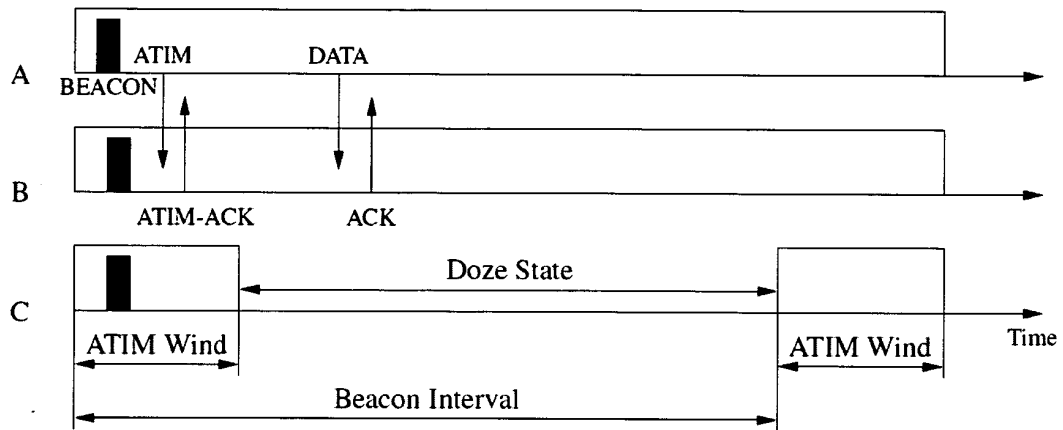 ATIM DATA
A
BEACON
B
ATIM-ACK ACK
Doze State
C
ATIM Wind ATIM Wind Time
Beacon Interval